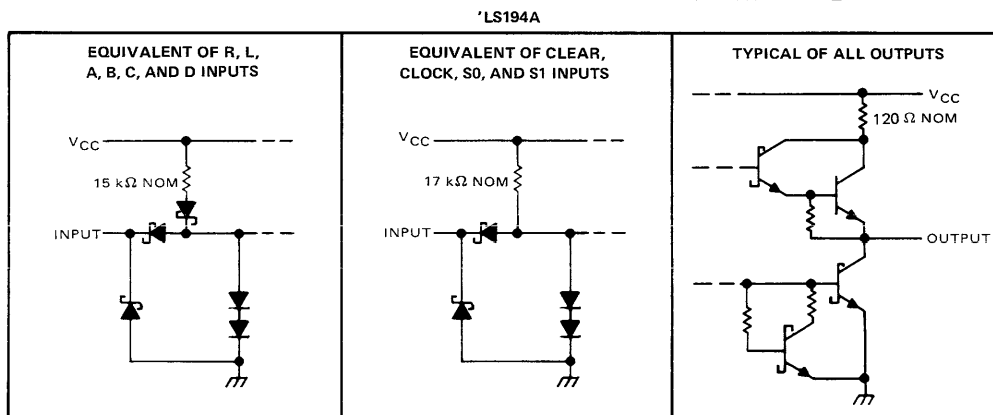 'LS194A
EQUIVALENT OF R, L,
A, B, C, AND D INPUTS
VCC
15 kΩ NOM
INPUT
EQUIVALENT OF CLEAR,
CLOCK, S0, AND S1 INPUTS
VCC
17 kΩ NOM
INPUT
TYPICAL OF ALL OUTPUTS
VCC
120 Ω NOM
OUTPUT